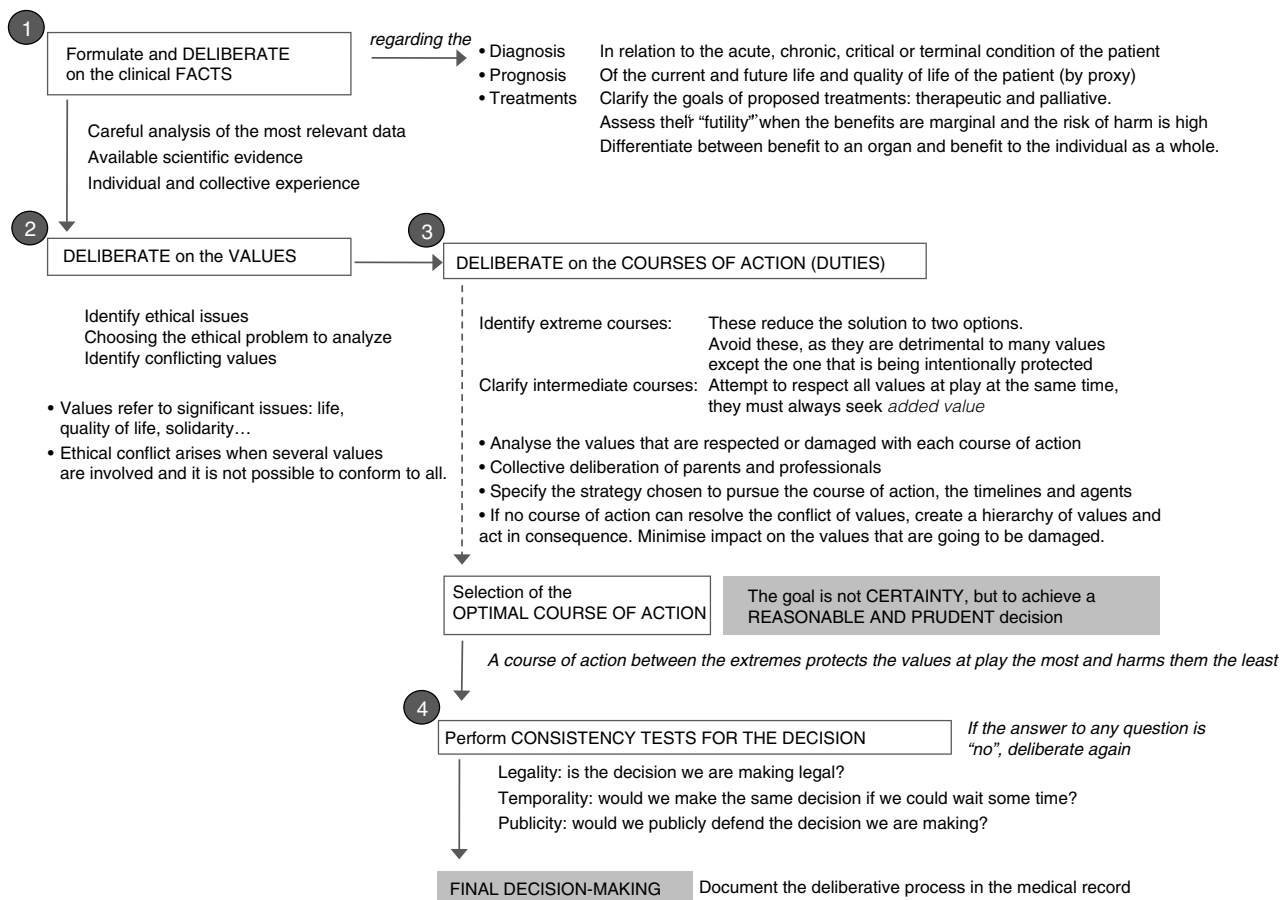 1
Formulate and DELIBERATE
on the clinical FACTS
regarding the
• Diagnosis In relation to the acute, chronic, critical or terminal condition of the patient
• Prognosis Of the current and future life and quality of life of the patient (by proxy)
• Treatments Clarify the goals of proposed treatments: therapeutic and palliative.
Assess their “futility” when the benefits are marginal and the risk of harm is high
Differentiate between benefit to an organ and benefit to the individual as a whole.
Careful analysis of the most relevant data
Available scientific evidence
Individual and collective experience
2
DELIBERATE on the VALUES
Identify ethical issues
Choosing the ethical problem to analyze
Identify conflicting values
• Values refer to significant issues: life,
quality of life, solidarity…
• Ethical conflict arises when several values
are involved and it is not possible to conform to all.
3
DELIBERATE on the COURSES OF ACTION (DUTIES)
Identify extreme courses: These reduce the solution to two options.
Avoid these, as they are detrimental to many values
except the one that is being intentionally protected
Clarify intermediate courses: Attempt to respect all values at play at the same time,
they must always seek added value
• Analyse the values that are respected or damaged with each course of action
• Collective deliberation of parents and professionals
• Specify the strategy chosen to pursue the course of action, the timelines and agents
• If no course of action can resolve the conflict of values, create a hierarchy of values and
act in consequence. Minimise impact on the values that are going to be damaged.
Selection of the
OPTIMAL COURSE OF ACTION
The goal is not CERTAINTY, but to achieve a
REASONABLE AND PRUDENT decision
A course of action between the extremes protects the values at play the most and harms them the least
4
Perform CONSISTENCY TESTS FOR THE DECISION
If the answer to any question is
“no”, deliberate again
Legality: is the decision we are making legal?
Temporality: would we make the same decision if we could wait some time?
Publicity: would we publicly defend the decision we are making?
FINAL DECISION-MAKING Document the deliberative process in the medical record